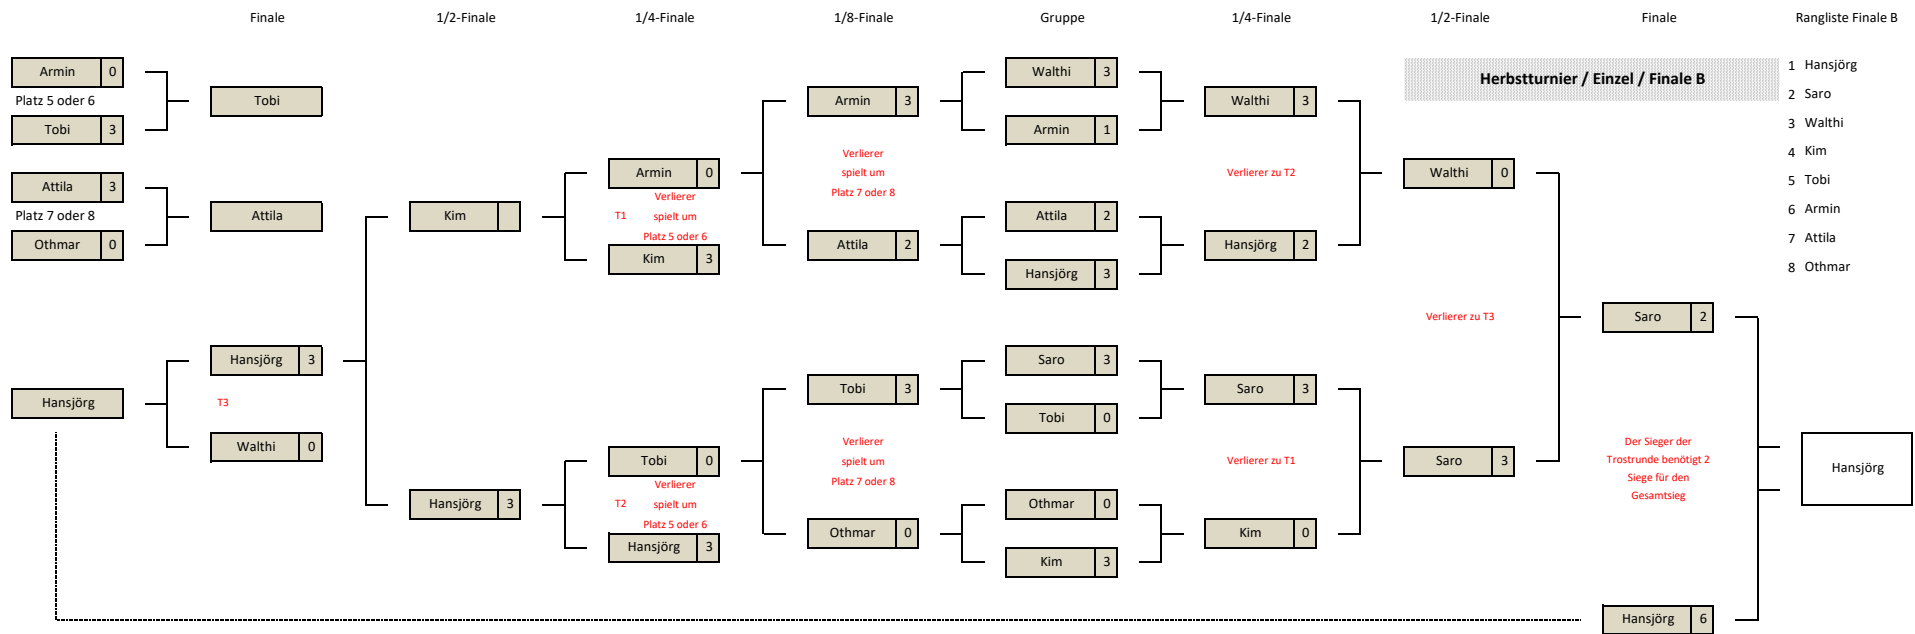 Finale 1/2-Finale 1/4-Finale 1/8-Finale Gruppe 1/4-Finale 1/2-Finale Finale Rangliste Finale B
Armin 0
Platz 5 oder 6
Tobi 3
Attila 3
Platz 7 oder 8
Othmar 0
Hansjörg
Tobi
Attila
Hansjörg 3
T3
Walthi 0
Kim
Hansjörg 3
Armin 0
Verlierer
T1 spielt um
Platz 5 oder 6
Kim 3
Tobi 0
Verlierer
T2 spielt um
Platz 5 oder 6
Hansjörg 3
Armin 3
Verlierer
spielt um
Platz 7 oder 8
Attila 2
Tobi 3
Verlierer
spielt um
Platz 7 oder 8
Othmar 0
Walthi 3
Armin 1
Attila 2
Hansjörg 3
Saro 3
Tobi 0
Othmar 0
Kim 3
Walthi 3
Verlierer zu T2
Hansjörg 2
Saro 3
Verlierer zu T1
Kim 0
Herbstturnier / Einzel / Finale B
Walthi 0
Verlierer zu T3
Saro 3
Saro 2
Der Sieger der
Trostrunde benötigt 2
Siege für den
Gesamtsieg
Hansjörg 6
1 Hansjörg
2 Saro
3 Walthi
4 Kim
5 Tobi
6 Armin
7 Attila
8 Othmar
Hansjörg